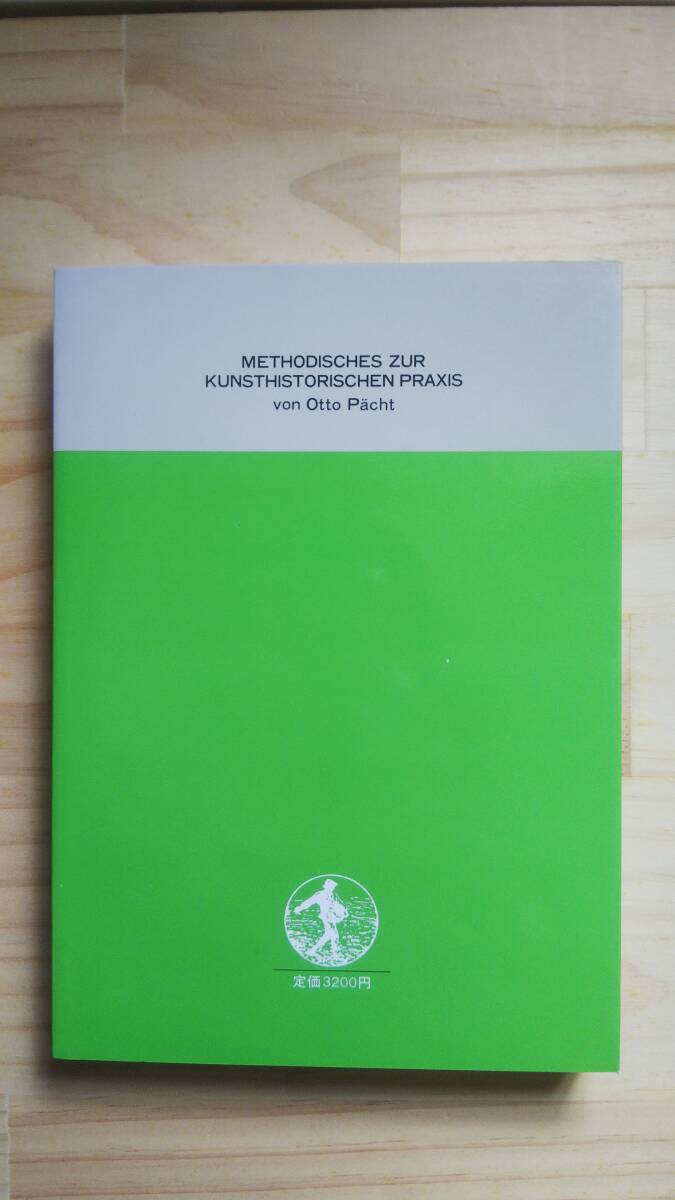 METHODISCHES ZUR
KUNSTHISTORISCHEN PRAXIS
von Otto Pächt
定価3200円